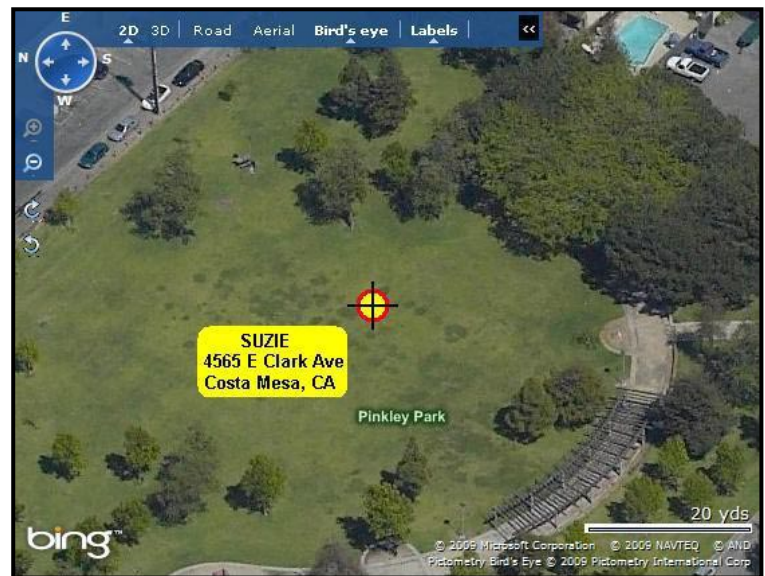 E
N
S
W
2D 3D | Road Aerial Bird's eye | Labels | <<
SUZIE
4565 E Clark Ave
Costa Mesa, CA
Pinkley Park
20 yds
bing™
© 2009 Microsoft Corporation © 2009 NAVTEQ © AND
Pictometry Bird's Eye © 2009 Pictometry International Corp